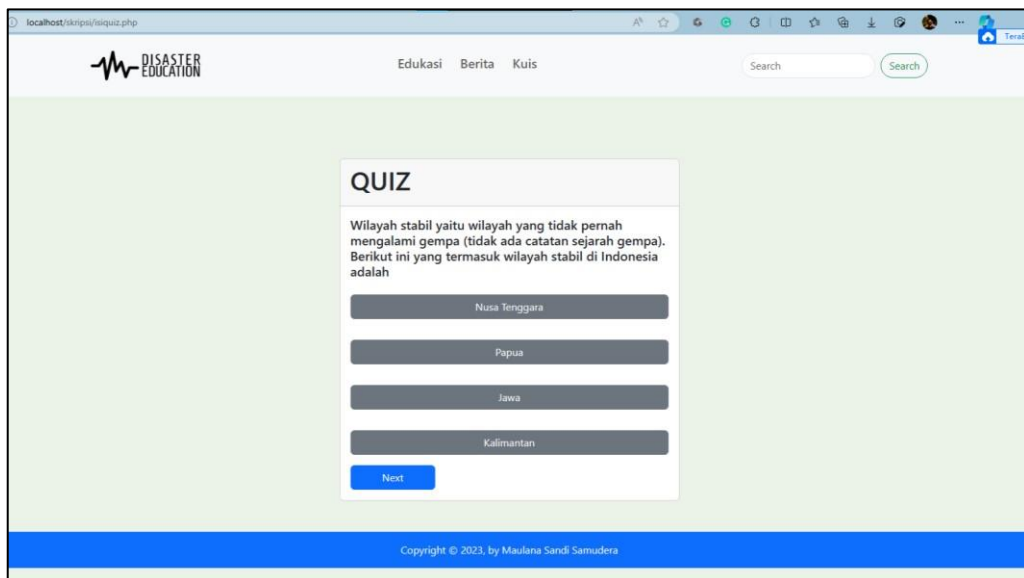 localhost/skripsi/isiquiz.php
DISASTER
EDUCATION
Edukasi Berita Kuis
Search
Search
QUIZ
Wilayah stabil yaitu wilayah yang tidak pernah
mengalami gempa (tidak ada catatan sejarah gempa).
Berikut ini yang termasuk wilayah stabil di Indonesia
adalah
Nusa Tenggara
Papua
Jawa
Kalimantan
Next
Copyright © 2023, by Maulana Sandi Samudera